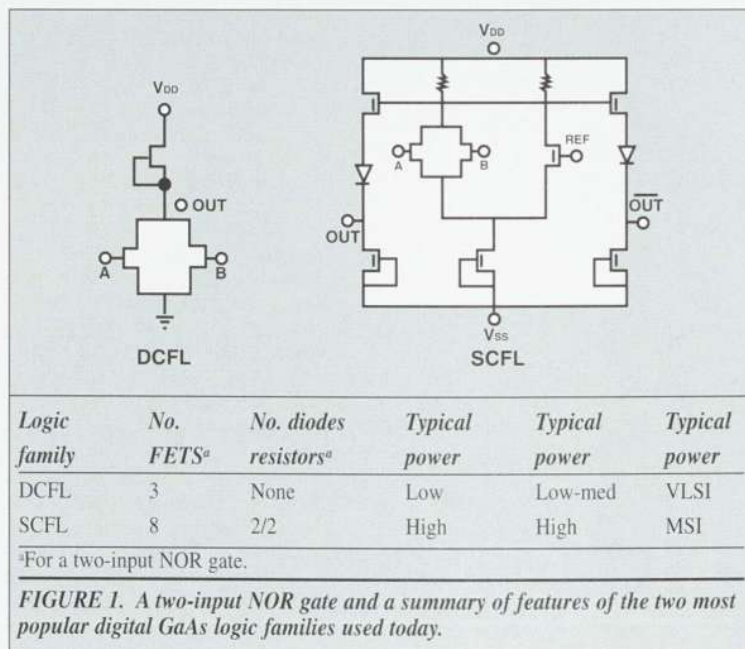 VDD
OUT
A
B
DCFL
VDD
A
B
REF
OUT
OUT
VSS
SCFL
Logic family No. FETSª No. diodes resistorsª Typical power Typical power Typical power
DCFL 3 None Low Low-med VLSI
SCFL 8 2/2 High High MSI
ªFor a two-input NOR gate.
FIGURE 1. A two-input NOR gate and a summary of features of the two most
popular digital GaAs logic families used today.